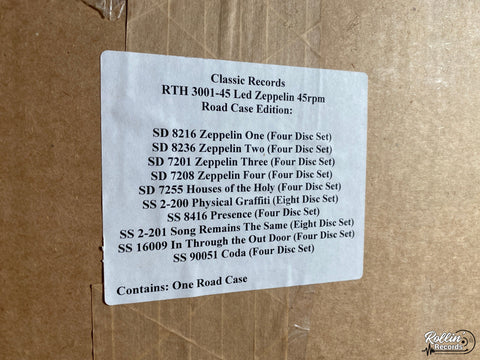 Classic Records
RTH 3001-45 Led Zeppelin 45rpm
Road Case Edition:
SD 8216 Zeppelin One (Four Disc Set)
SD 8236 Zeppelin Two (Four Disc Set)
SD 7201 Zeppelin Three (Four Disc Set)
SD 7208 Zeppelin Four (Four Disc Set)
SD 7255 Houses of the Holy (Four Disc Set)
SS 2-200 Physical Graffiti (Eight Disc Set)
SS 8416 Presence (Four Disc Set)
SS 2-201 Song Remains The Same (Eight Disc Set)
SS 16009 In Through the Out Door (Four Disc Set)
SS 90051 Coda (Four Disc Set)
Contains: One Road Case
Rollin'
Records